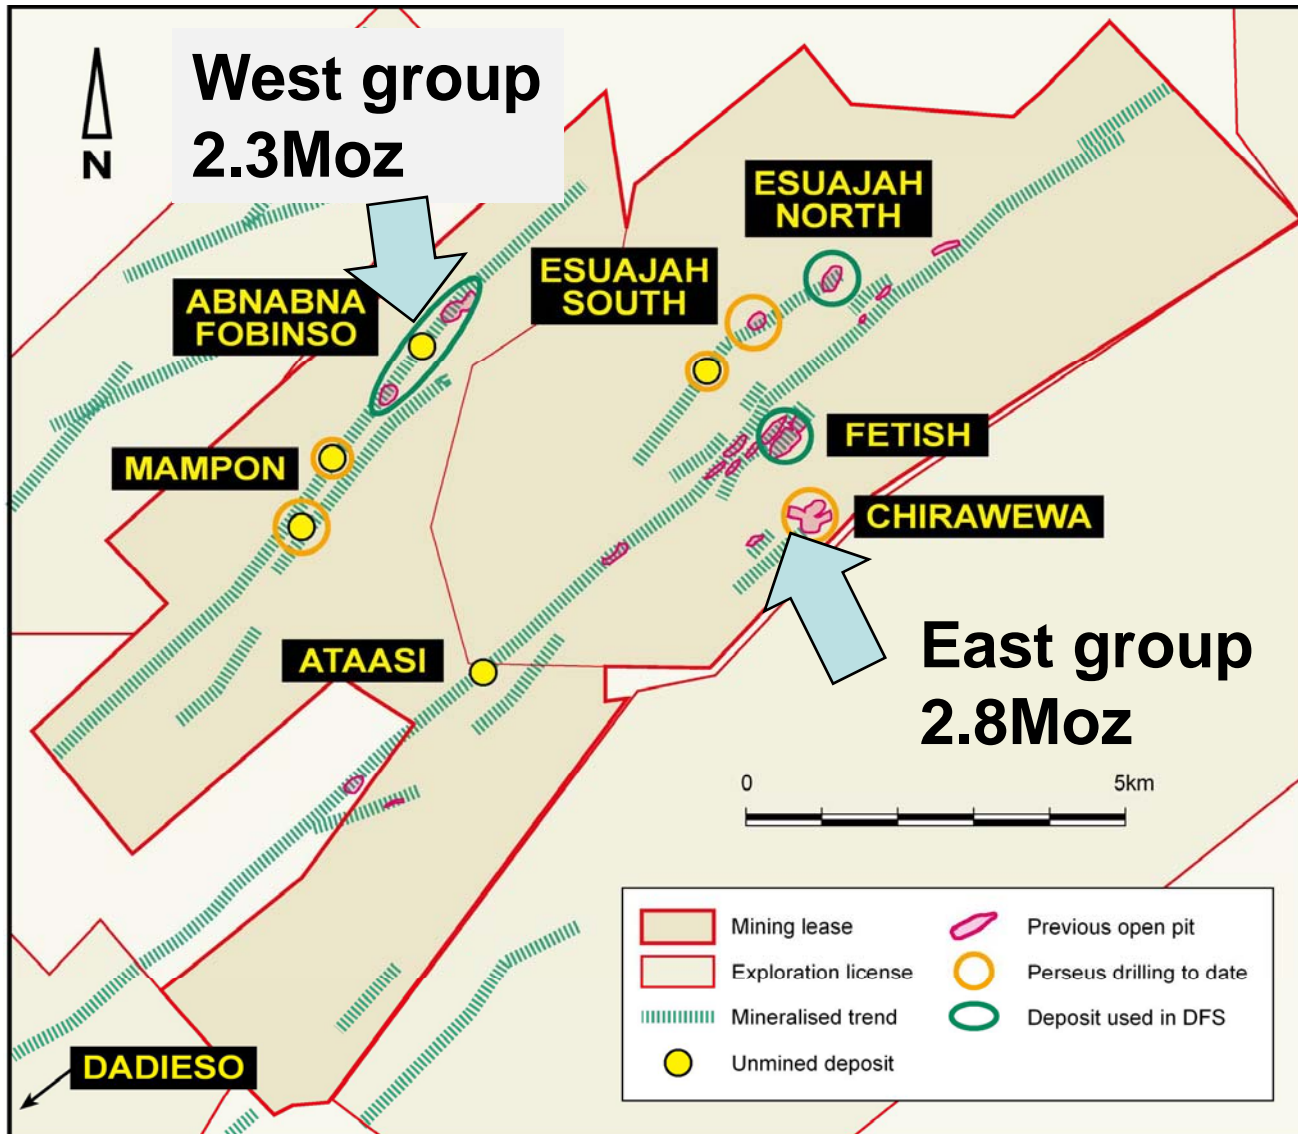 West group
2.3Moz
N
ESUAJAH
NORTH
ESUAJAH
SOUTH
ABNABNA
FOBINSO
FETISH
MAMPON
CHIRAWEWA
ATAASI
East group
2.8Moz
0 5km
Mining lease
Exploration license
Mineralised trend
Unmined deposit
Previous open pit
Perseus drilling to date
Deposit used in DFS
DADIESO